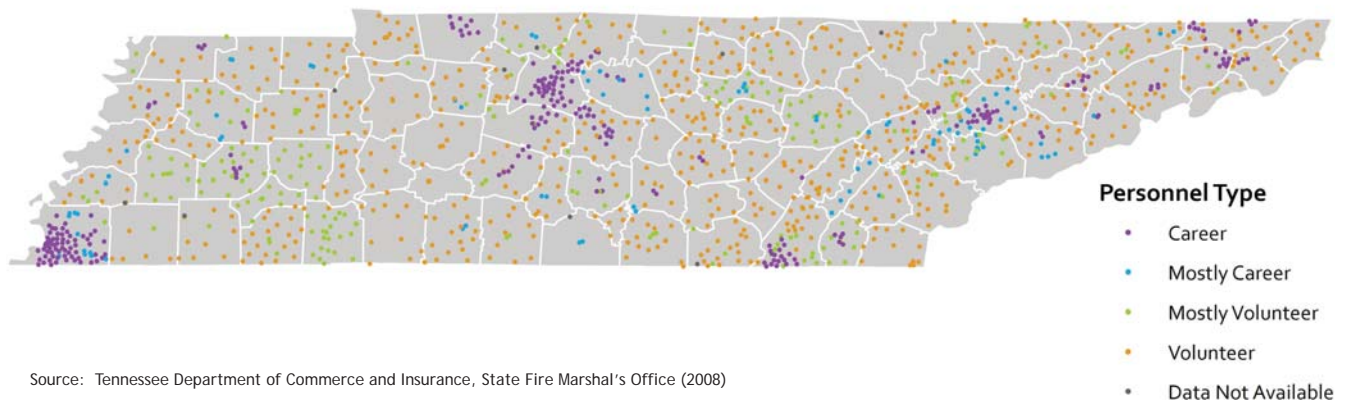 Personnel Type
Career
Mostly Career
Mostly Volunteer
Volunteer
Data Not Available
Source: Tennessee Department of Commerce and Insurance, State Fire Marshal's Office (2008)